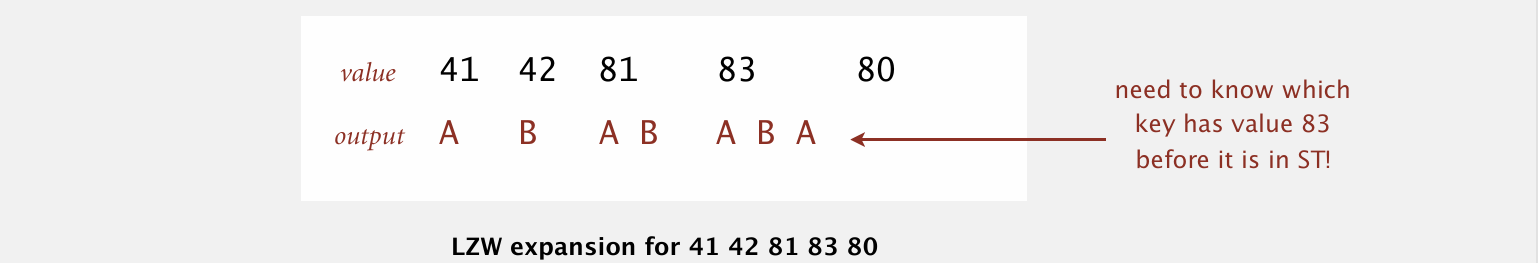 value 41 42 81 83 80
output A B A B A B A
need to know which
key has value 83
before it is in ST!
LZW expansion for 41 42 81 83 80